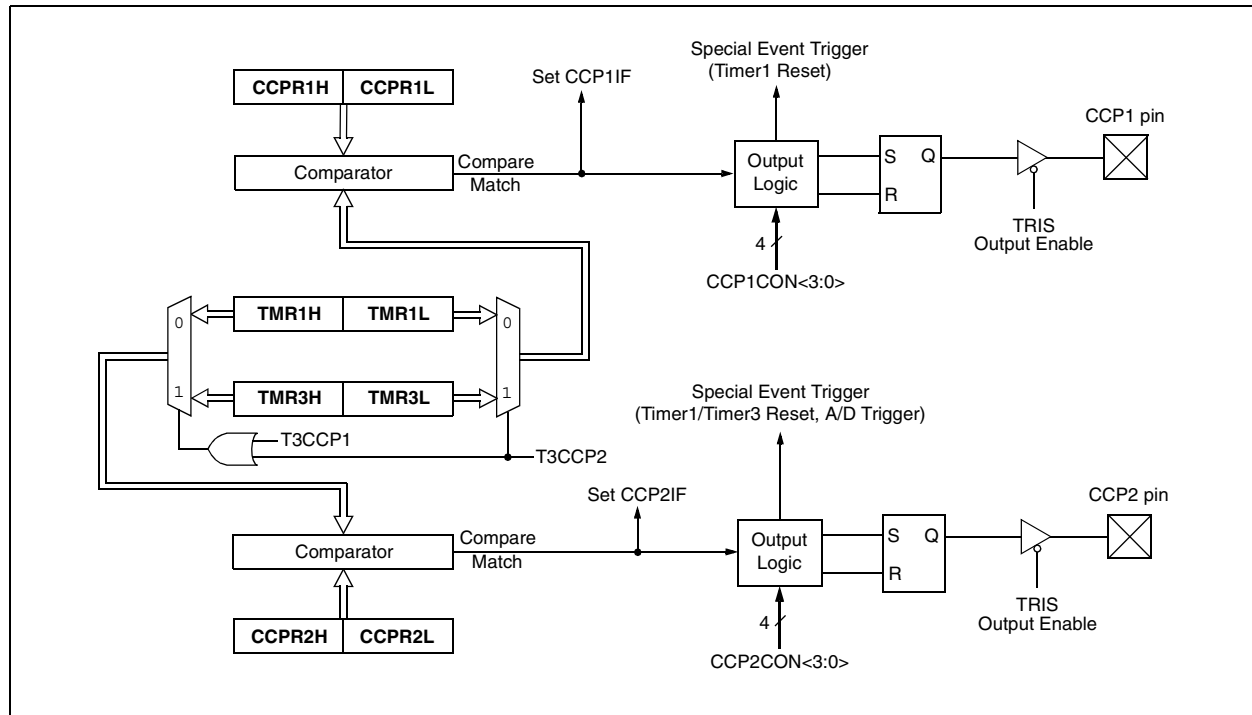 CCPR1H CCPR1L
Comparator
Compare
Match
Set CCP1IF
Special Event Trigger
(Timer1 Reset)
Output
Logic
4
CCP1CON<3:0>
S Q
R
TRIS
Output Enable
CCP1 pin
0
1
TMR1H TMR1L
TMR3H TMR3L
0
1
T3CCP1
T3CCP2
Comparator
CCPR2H CCPR2L
Compare
Match
Set CCP2IF
Special Event Trigger
(Timer1/Timer3 Reset, A/D Trigger)
Output
Logic
4
CCP2CON<3:0>
S Q
R
TRIS
Output Enable
CCP2 pin